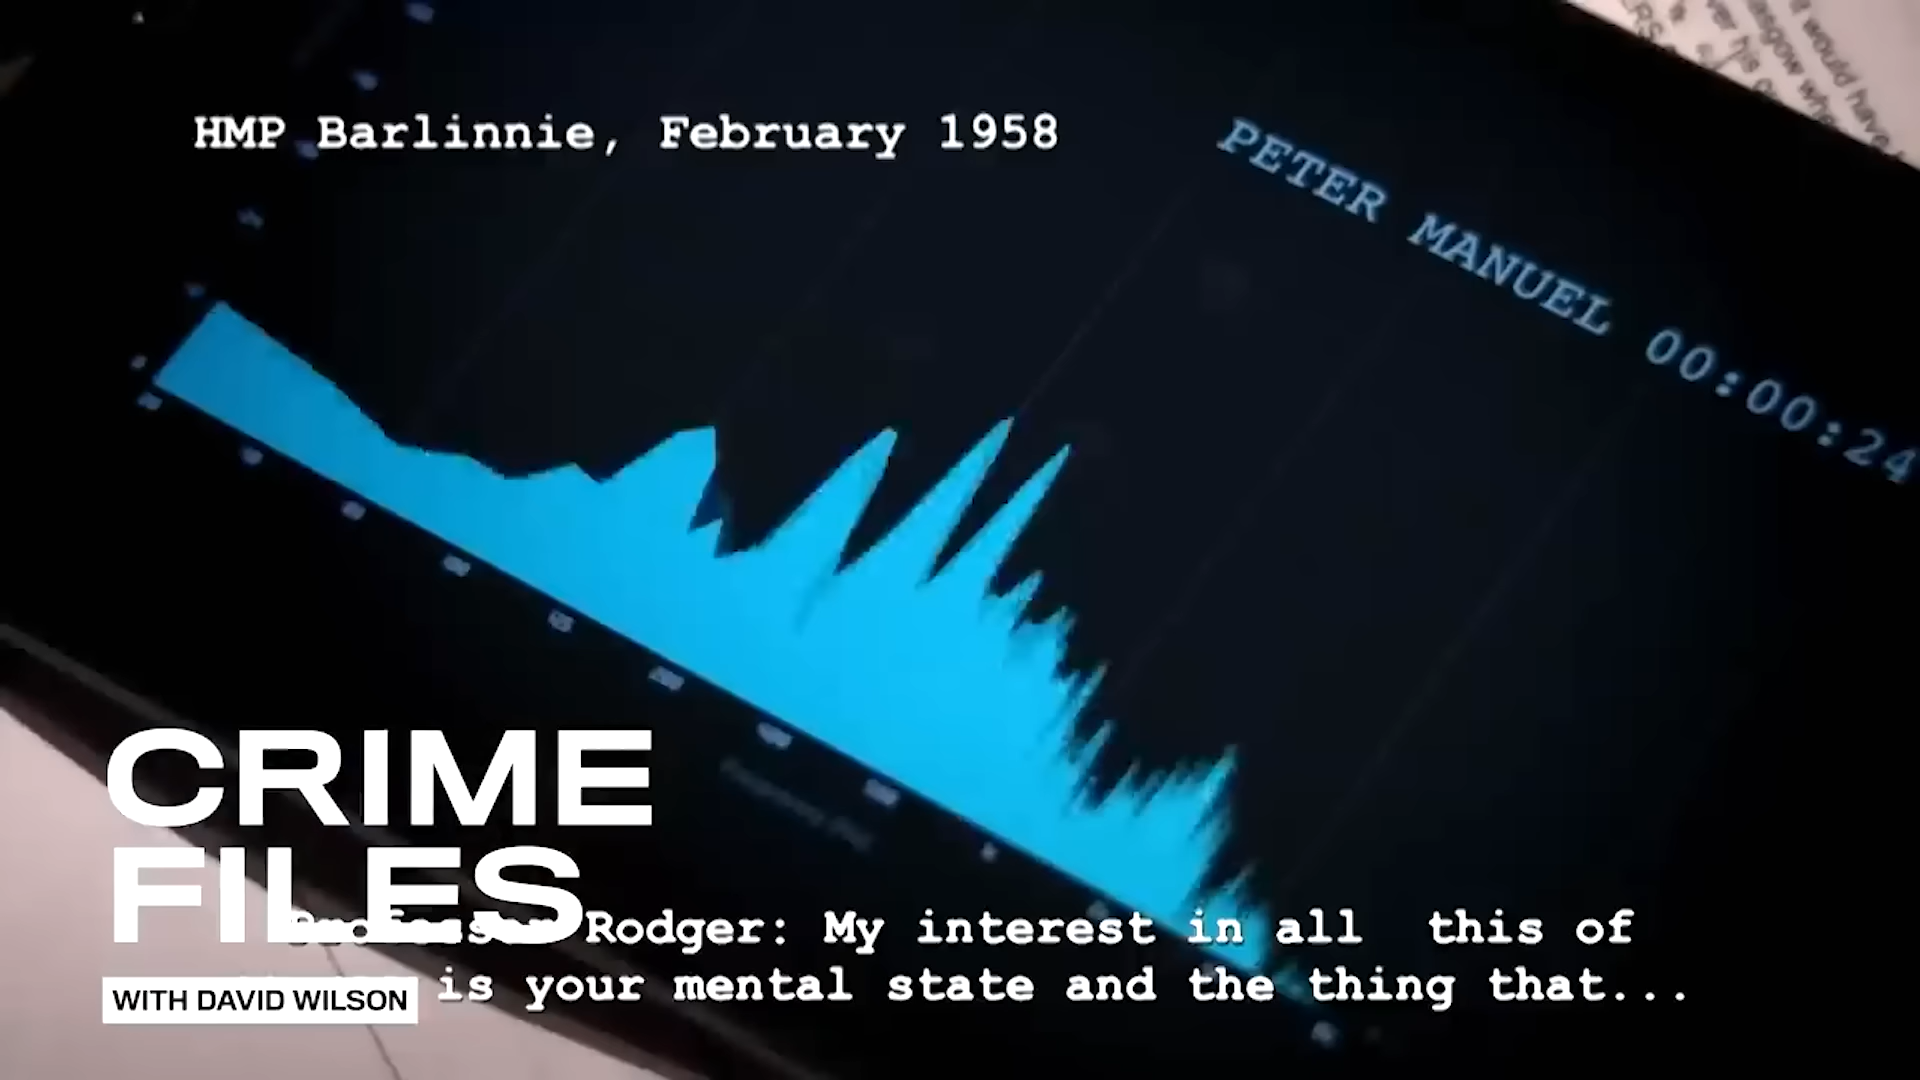 HMP Barlinnie, February 1958
PETER MANUEL 00:00:24
CRIME
FILES
Professor Rodger: My interest in all this of
is your mental state and the thing that...
WITH DAVID WILSON